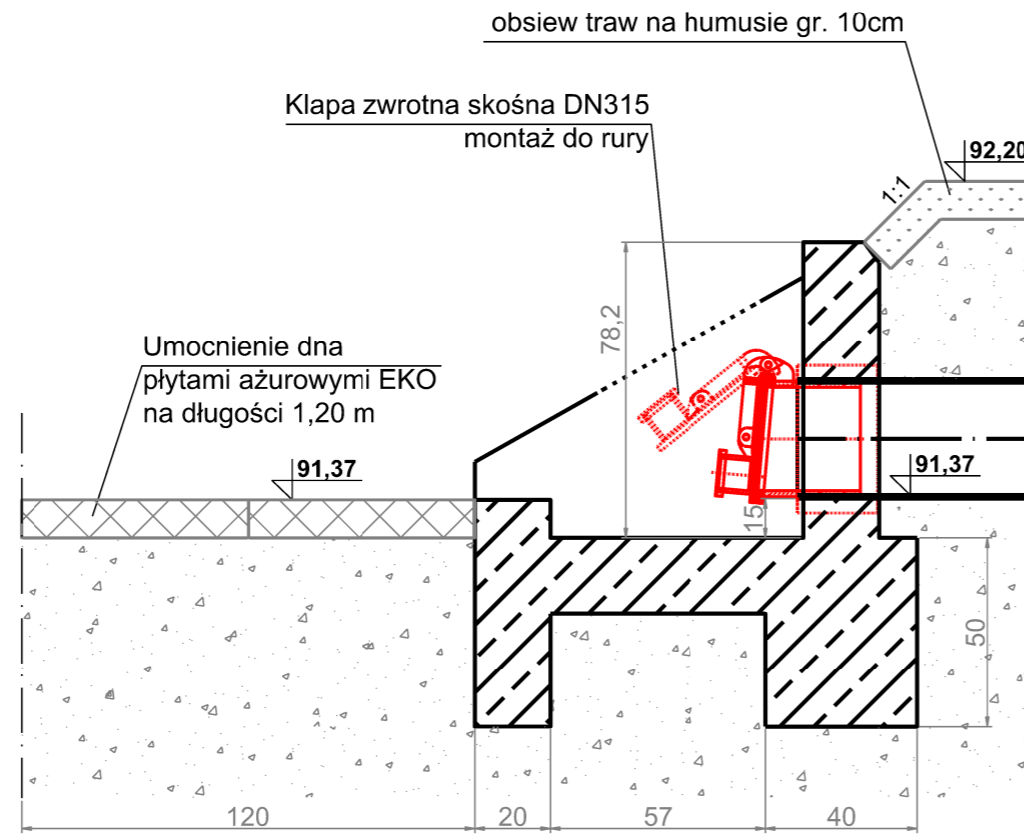 obsiew traw na humusie gr. 10cm
Klapa zwrotna skośna DN315
montaż do rury
92,20
1:1
78,2
Umocnienie dna
płytami ażurowymi EKO
na długości 1,20 m
91,37
91,37
15
50
120
20
57
40